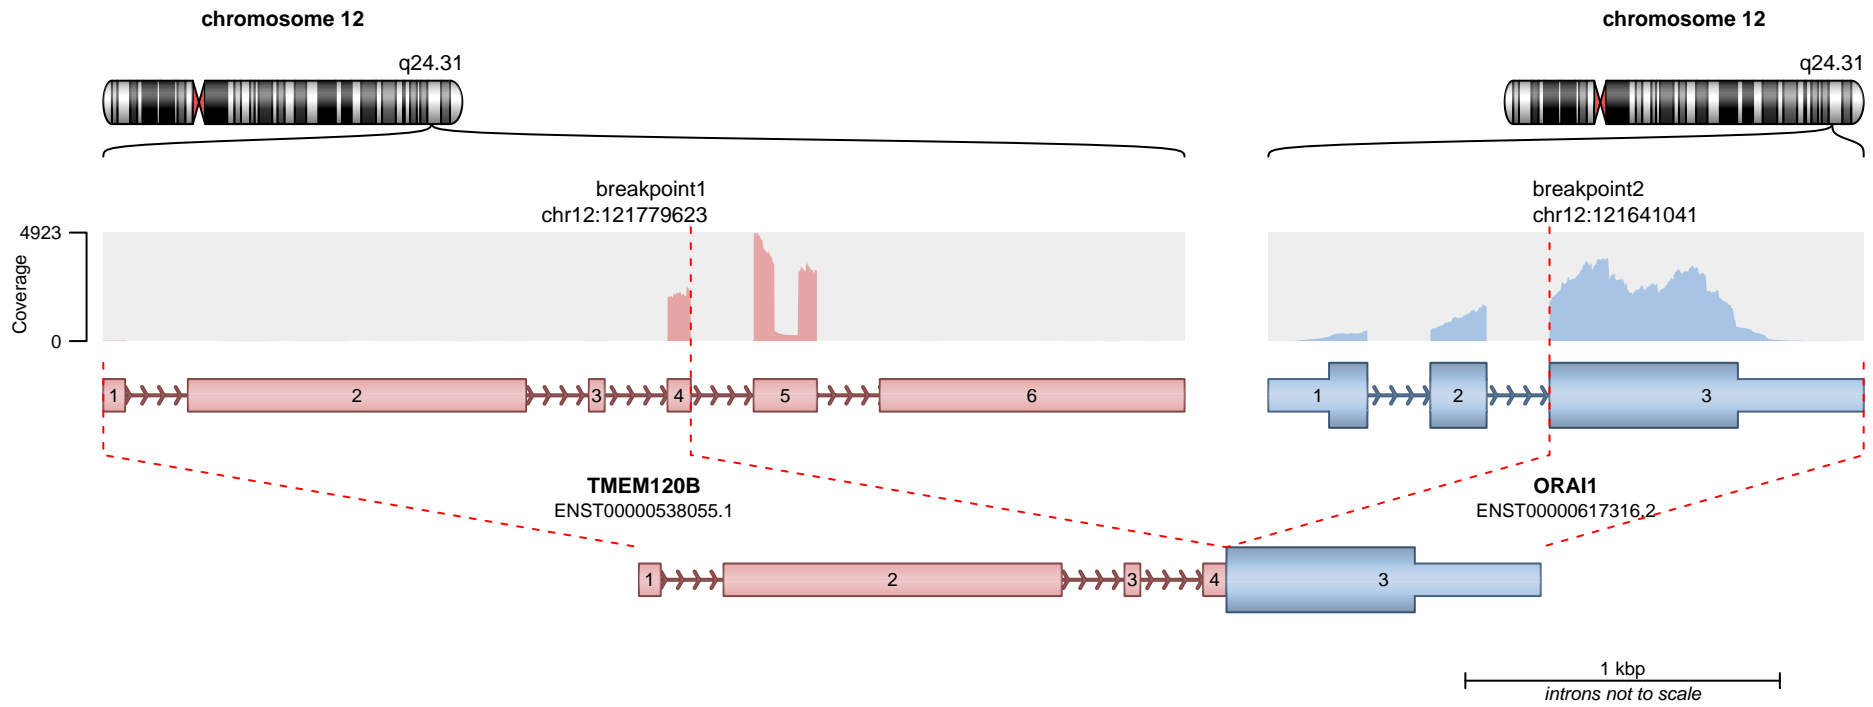 chromosome 12
chromosome 12
q24.31
q24.31
breakpoint1
chr12:121779623
breakpoint2
chr12:121641041
4923
0
Coverage
1
2
3
4
5
6
1
2
3
TMEM120B
ENST00000538055.1
ORAI1
ENST00000617316.2
1
2
3
4
3
1 kbp
introns not to scale